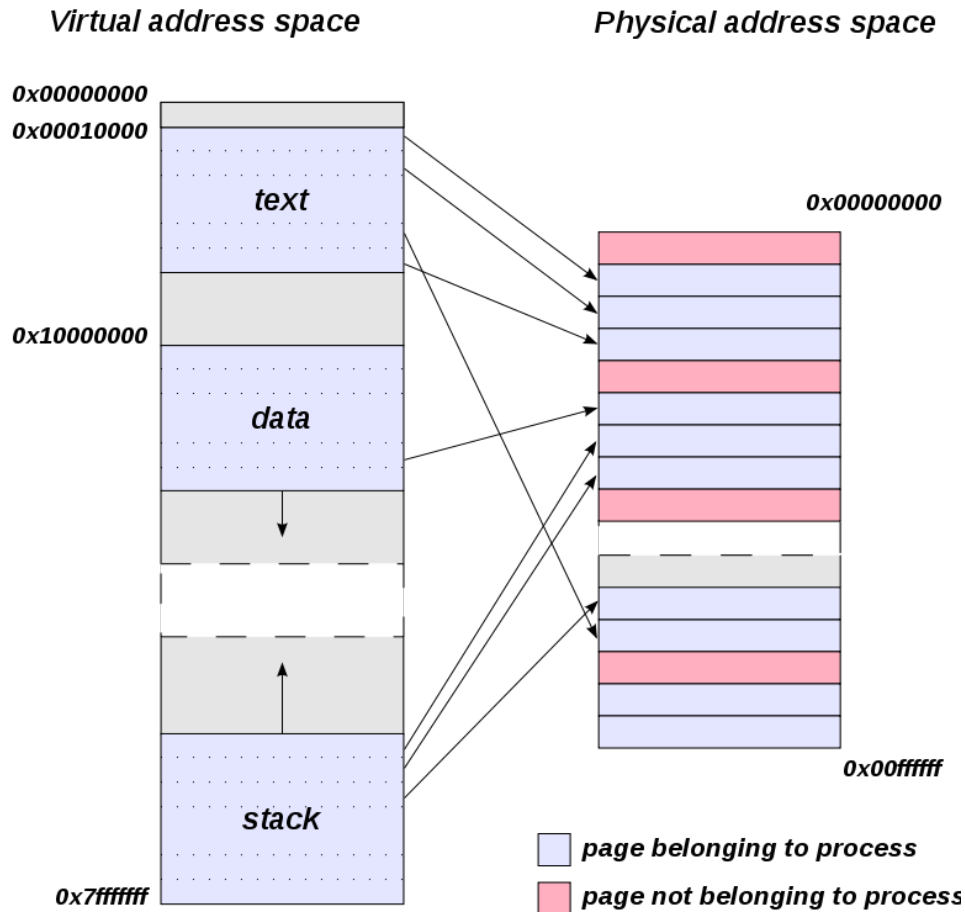 Virtual address space
Physical address space
0x00000000
0x00010000
text
0x00000000
0x10000000
data
stack
0x7fffffff
0x00ffffff
page belonging to process
page not belonging to process